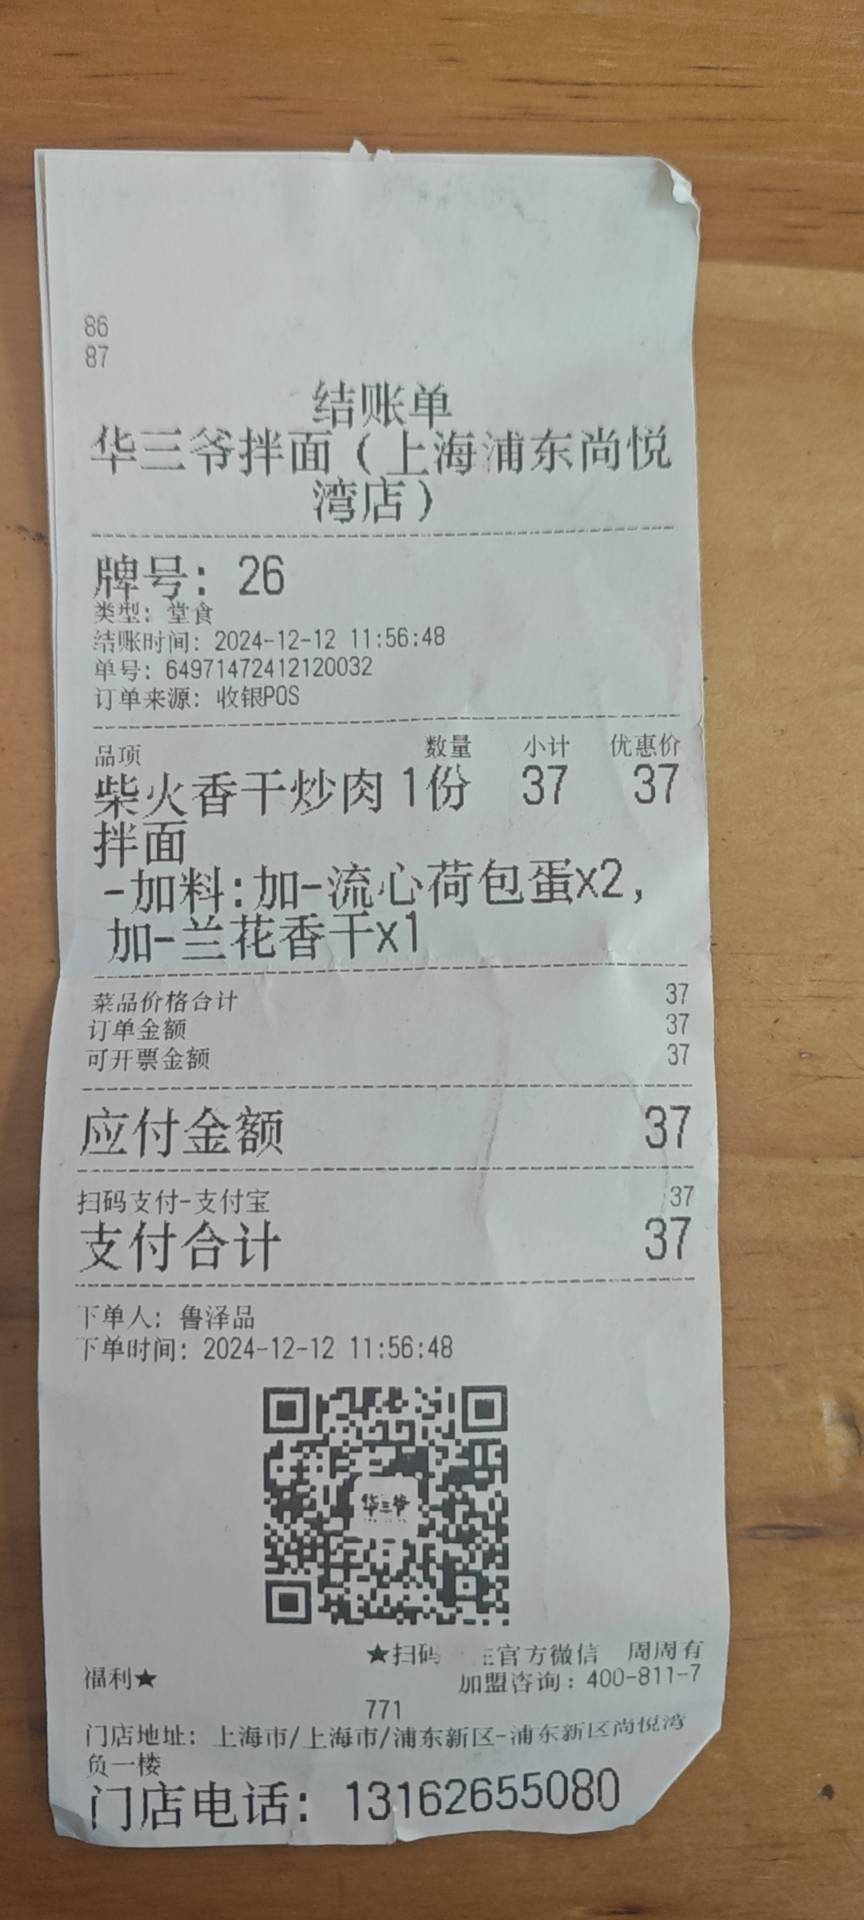 86
87
结账单
华三爷拌面（上海浦东尚悦
湾店）
牌号：26
类型：堂食
结账时间：2024-12-12 11:56:48
单号：64971472412120032
订单来源：收银POS
品项 数量 小计 优惠价
柴火香干炒肉 1份 37 37
拌面
-加料:加-流心荷包蛋x2,
加-兰花香干x1
菜品价格合计 37
订单金额 37
可开票金额 37
应付金额 37
扫码支付-支付宝 37
支付合计 37
下单人：鲁泽品
下单时间：2024-12-12 11:56:48
华三爷
★扫码 官方微信 周周有
福利★ 加盟咨询：400-811-7
771
门店地址：上海市/上海市/浦东新区-浦东新区尚悦湾
负一楼
门店电话：13162655080